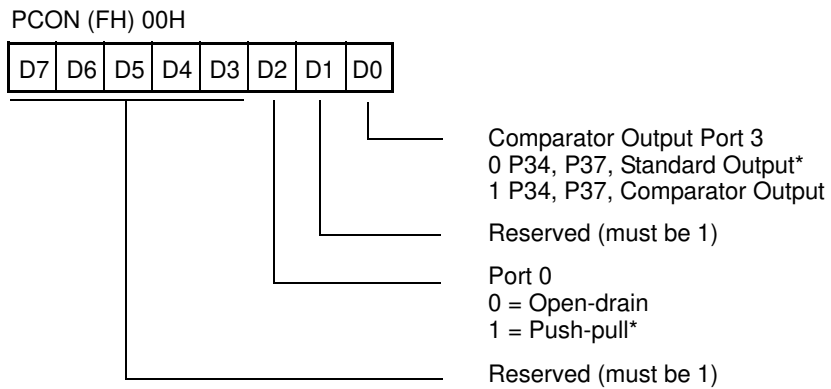 PCON (FH) 00H
D7 D6 D5 D4 D3 D2 D1 D0
Comparator Output Port 3
0 P34, P37, Standard Output*
1 P34, P37, Comparator Output
Reserved (must be 1)
Port 0
0 = Open-drain
1 = Push-pull*
Reserved (must be 1)